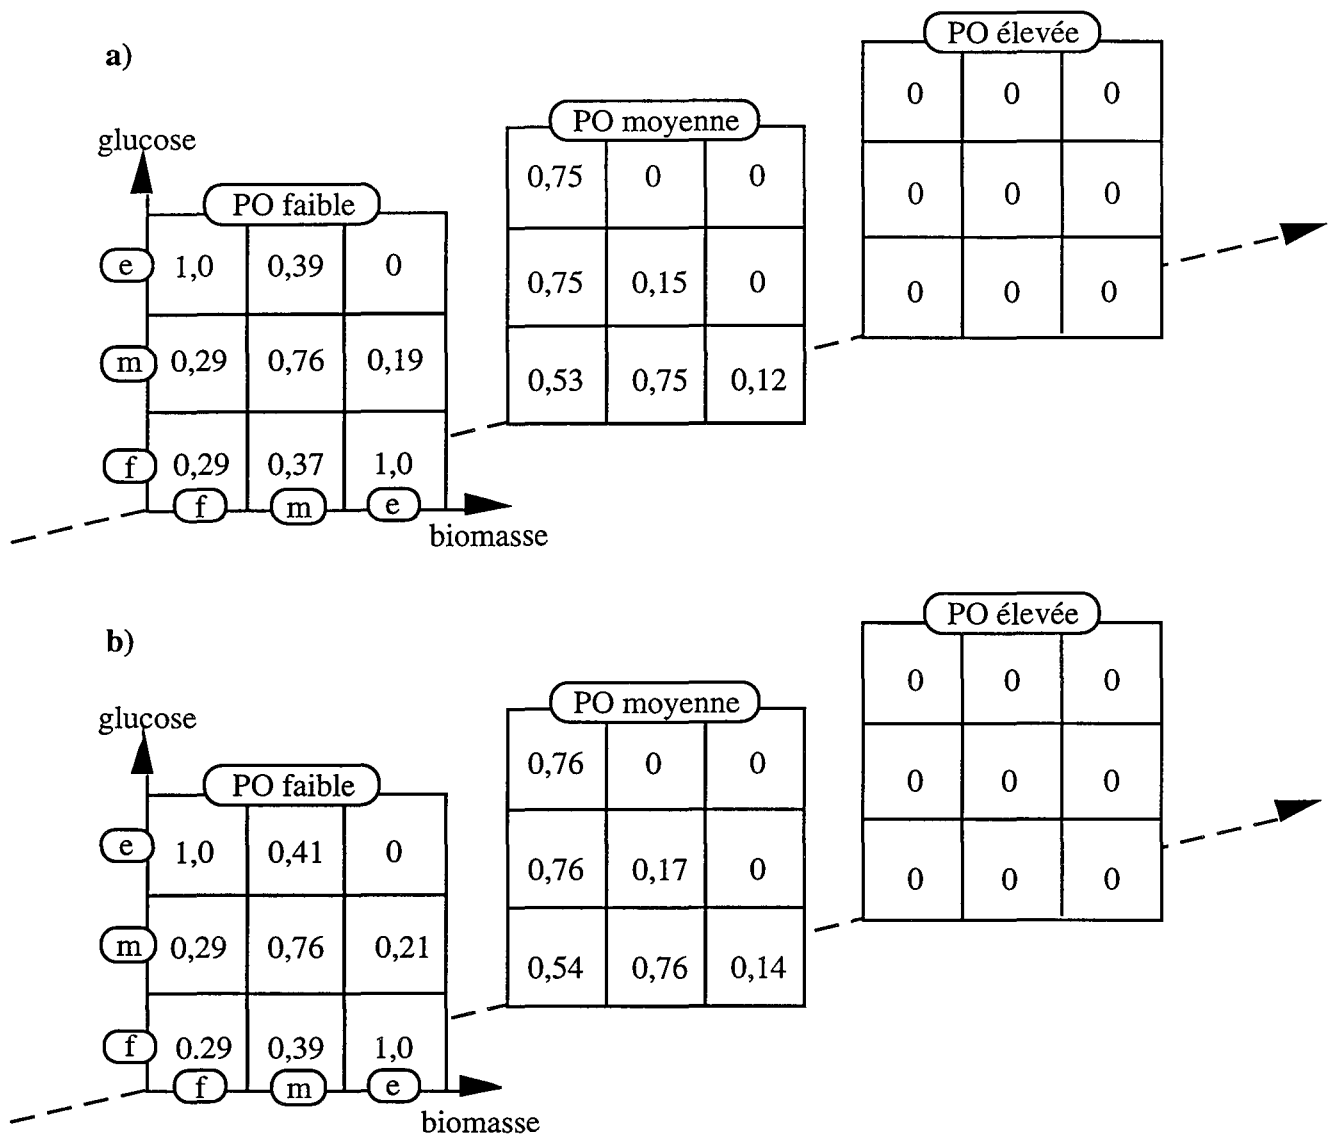 a)
PO élevée
0 0 0
0 0 0
0 0 0
PO moyenne
0,75 0 0
0,75 0,15 0
0,53 0,75 0,12
glucose
PO faible
e 1,0 0,39 0
m 0,29 0,76 0,19
f 0,29 0,37 1,0
f m e
biomasse
b)
PO élevée
0 0 0
0 0 0
0 0 0
PO moyenne
0,76 0 0
0,76 0,17 0
0,54 0,76 0,14
glucose
PO faible
e 1,0 0,41 0
m 0,29 0,76 0,21
f 0.29 0,39 1,0
f m e
biomasse